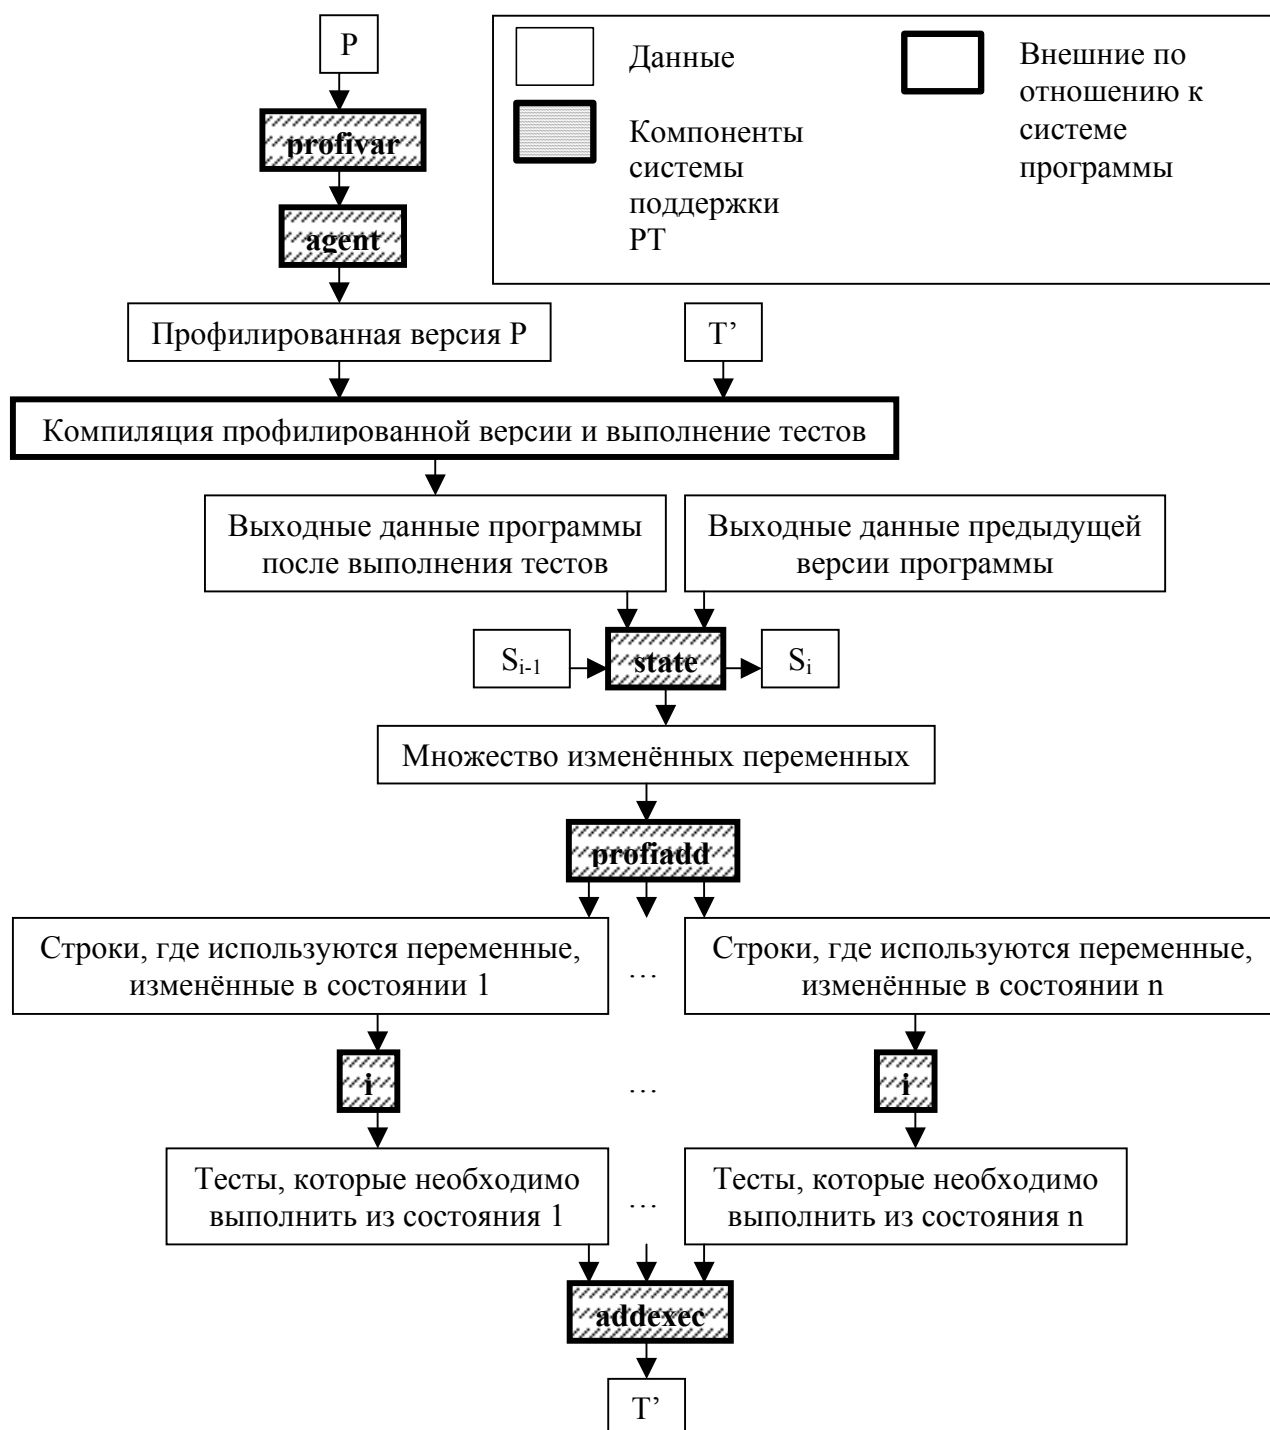 P
Данные
Внешние по
отношению к
системе
программы
Компоненты
системы
поддержки
РТ
profivar
agent
Профилированная версия P
T’
Компиляция профилированной версии и выполнение тестов
Выходные данные программы
после выполнения тестов
Выходные данные предыдущей
версии программы
Si-1
state
Si
Множество изменённых переменных
profiadd
Строки, где используются переменные,
изменённые в состоянии 1
…
Строки, где используются переменные,
изменённые в состоянии n
i
…
i
Тесты, которые необходимо
выполнить из состояния 1
…
Тесты, которые необходимо
выполнить из состояния n
addexec
T’